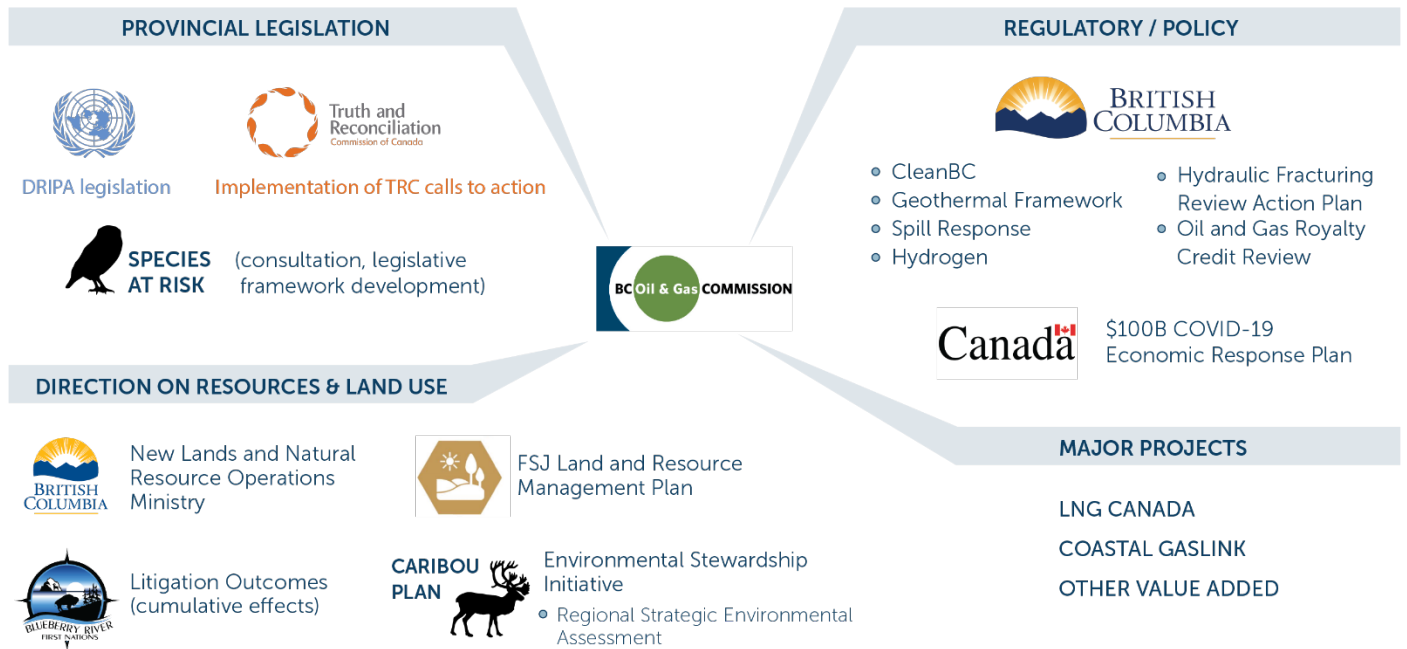 PROVINCIAL LEGISLATION
Truth and
Reconciliation
Commission of Canada
DRIPA legislation
Implementation of TRC calls to action
SPECIES
AT RISK
(consultation, legislative
framework development)
REGULATORY / POLICY
BRITISH
COLUMBIA
CleanBC
Geothermal Framework
Spill Response
Hydrogen
Hydraulic Fracturing
Review Action Plan
Oil and Gas Royalty
Credit Review
Canada
$100B COVID-19
Economic Response Plan
BC Oil & Gas COMMISSION
DIRECTION ON RESOURCES & LAND USE
BRITISH
COLUMBIA
New Lands and Natural
Resource Operations
Ministry
FSJ Land and Resource
Management Plan
BLUEBERRY RIVER
FIRST NATIONS
Litigation Outcomes
(cumulative effects)
CARIBOU
PLAN
Environmental Stewardship
Initiative
Regional Strategic Environmental
Assessment
MAJOR PROJECTS
LNG CANADA
COASTAL GASLINK
OTHER VALUE ADDED